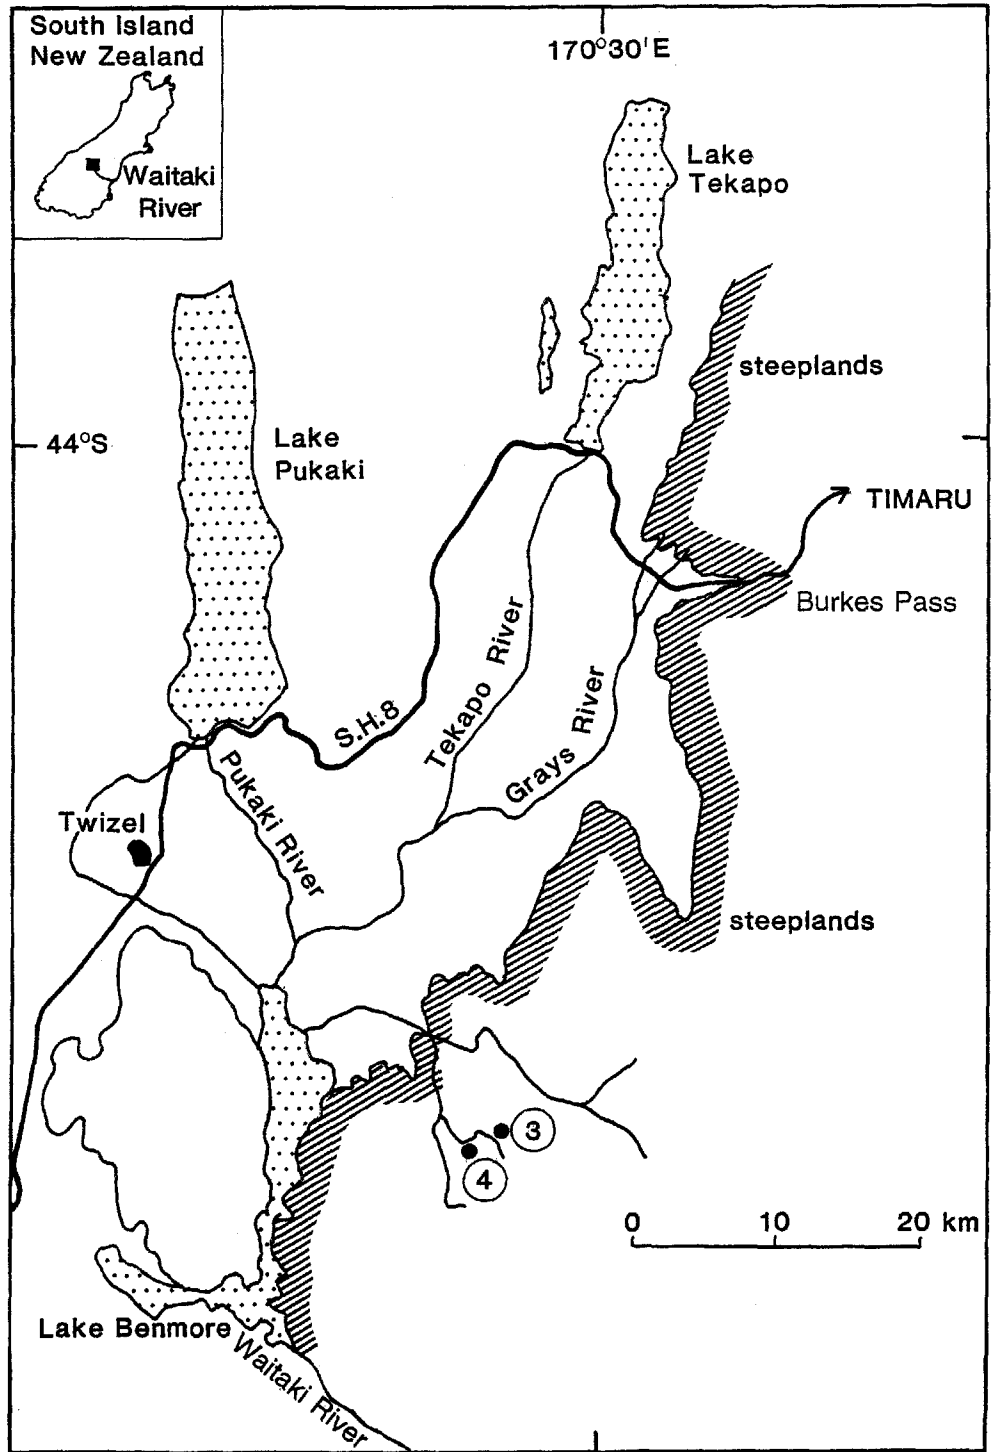 South Island
New Zealand
Waitaki
River
170°30'E
Lake
Tekapo
steeplands
44°S
Lake
Pukaki
TIMARU
Burkes Pass
Tekapo River
Grays River
S.H.8
Pukaki River
Twizel
steeplands
3
4
0 10 20 km
Lake Benmore
Waitaki River